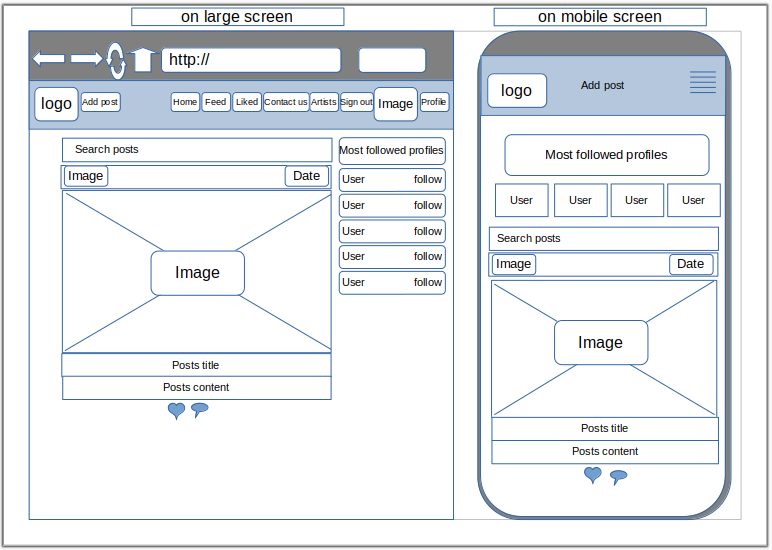 on large screen
http://
logo
Add post
Home
Feed
Liked
Contact us
Artists
Sign out
Image
Profile
Search posts
Image
Date
Image
Posts title
Posts content
Most followed profiles
User follow
User follow
User follow
User follow
User follow
on mobile screen
logo
Add post
Most followed profiles
User
User
User
User
Search posts
Image
Date
Image
Posts title
Posts content